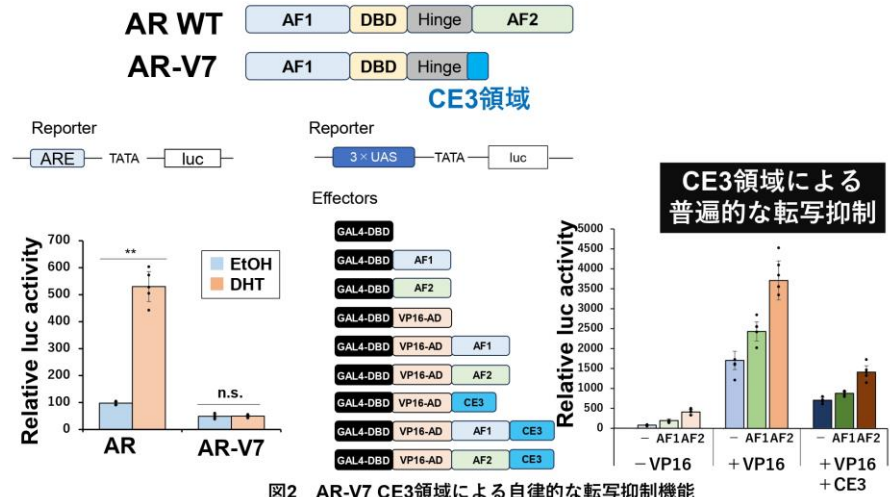 AR WT
AF1 DBD Hinge AF2
AR-V7
AF1 DBD Hinge
CE3領域
Reporter
ARE TATA luc
Relative luc activity
700
600
500
400
300
200
100
0
**
EtOH
DHT
n.s.
AR AR-V7
Reporter
3×UAS TATA luc
Effectors
GAL4-DBD
GAL4-DBD AF1
GAL4-DBD AF2
GAL4-DBD VP16-AD
GAL4-DBD VP16-AD AF1
GAL4-DBD VP16-AD AF2
GAL4-DBD VP16-AD CE3
GAL4-DBD VP16-AD AF1 CE3
GAL4-DBD VP16-AD AF2 CE3
CE3領域による
普遍的な転写抑制
Relative luc activity
5000
4500
4000
3500
3000
2500
2000
1500
1000
500
0
− AF1 AF2 − AF1 AF2 − AF1 AF2
−VP16 +VP16 +VP16
+CE3
図2 AR-V7 CE3領域による自律的な転写抑制機能